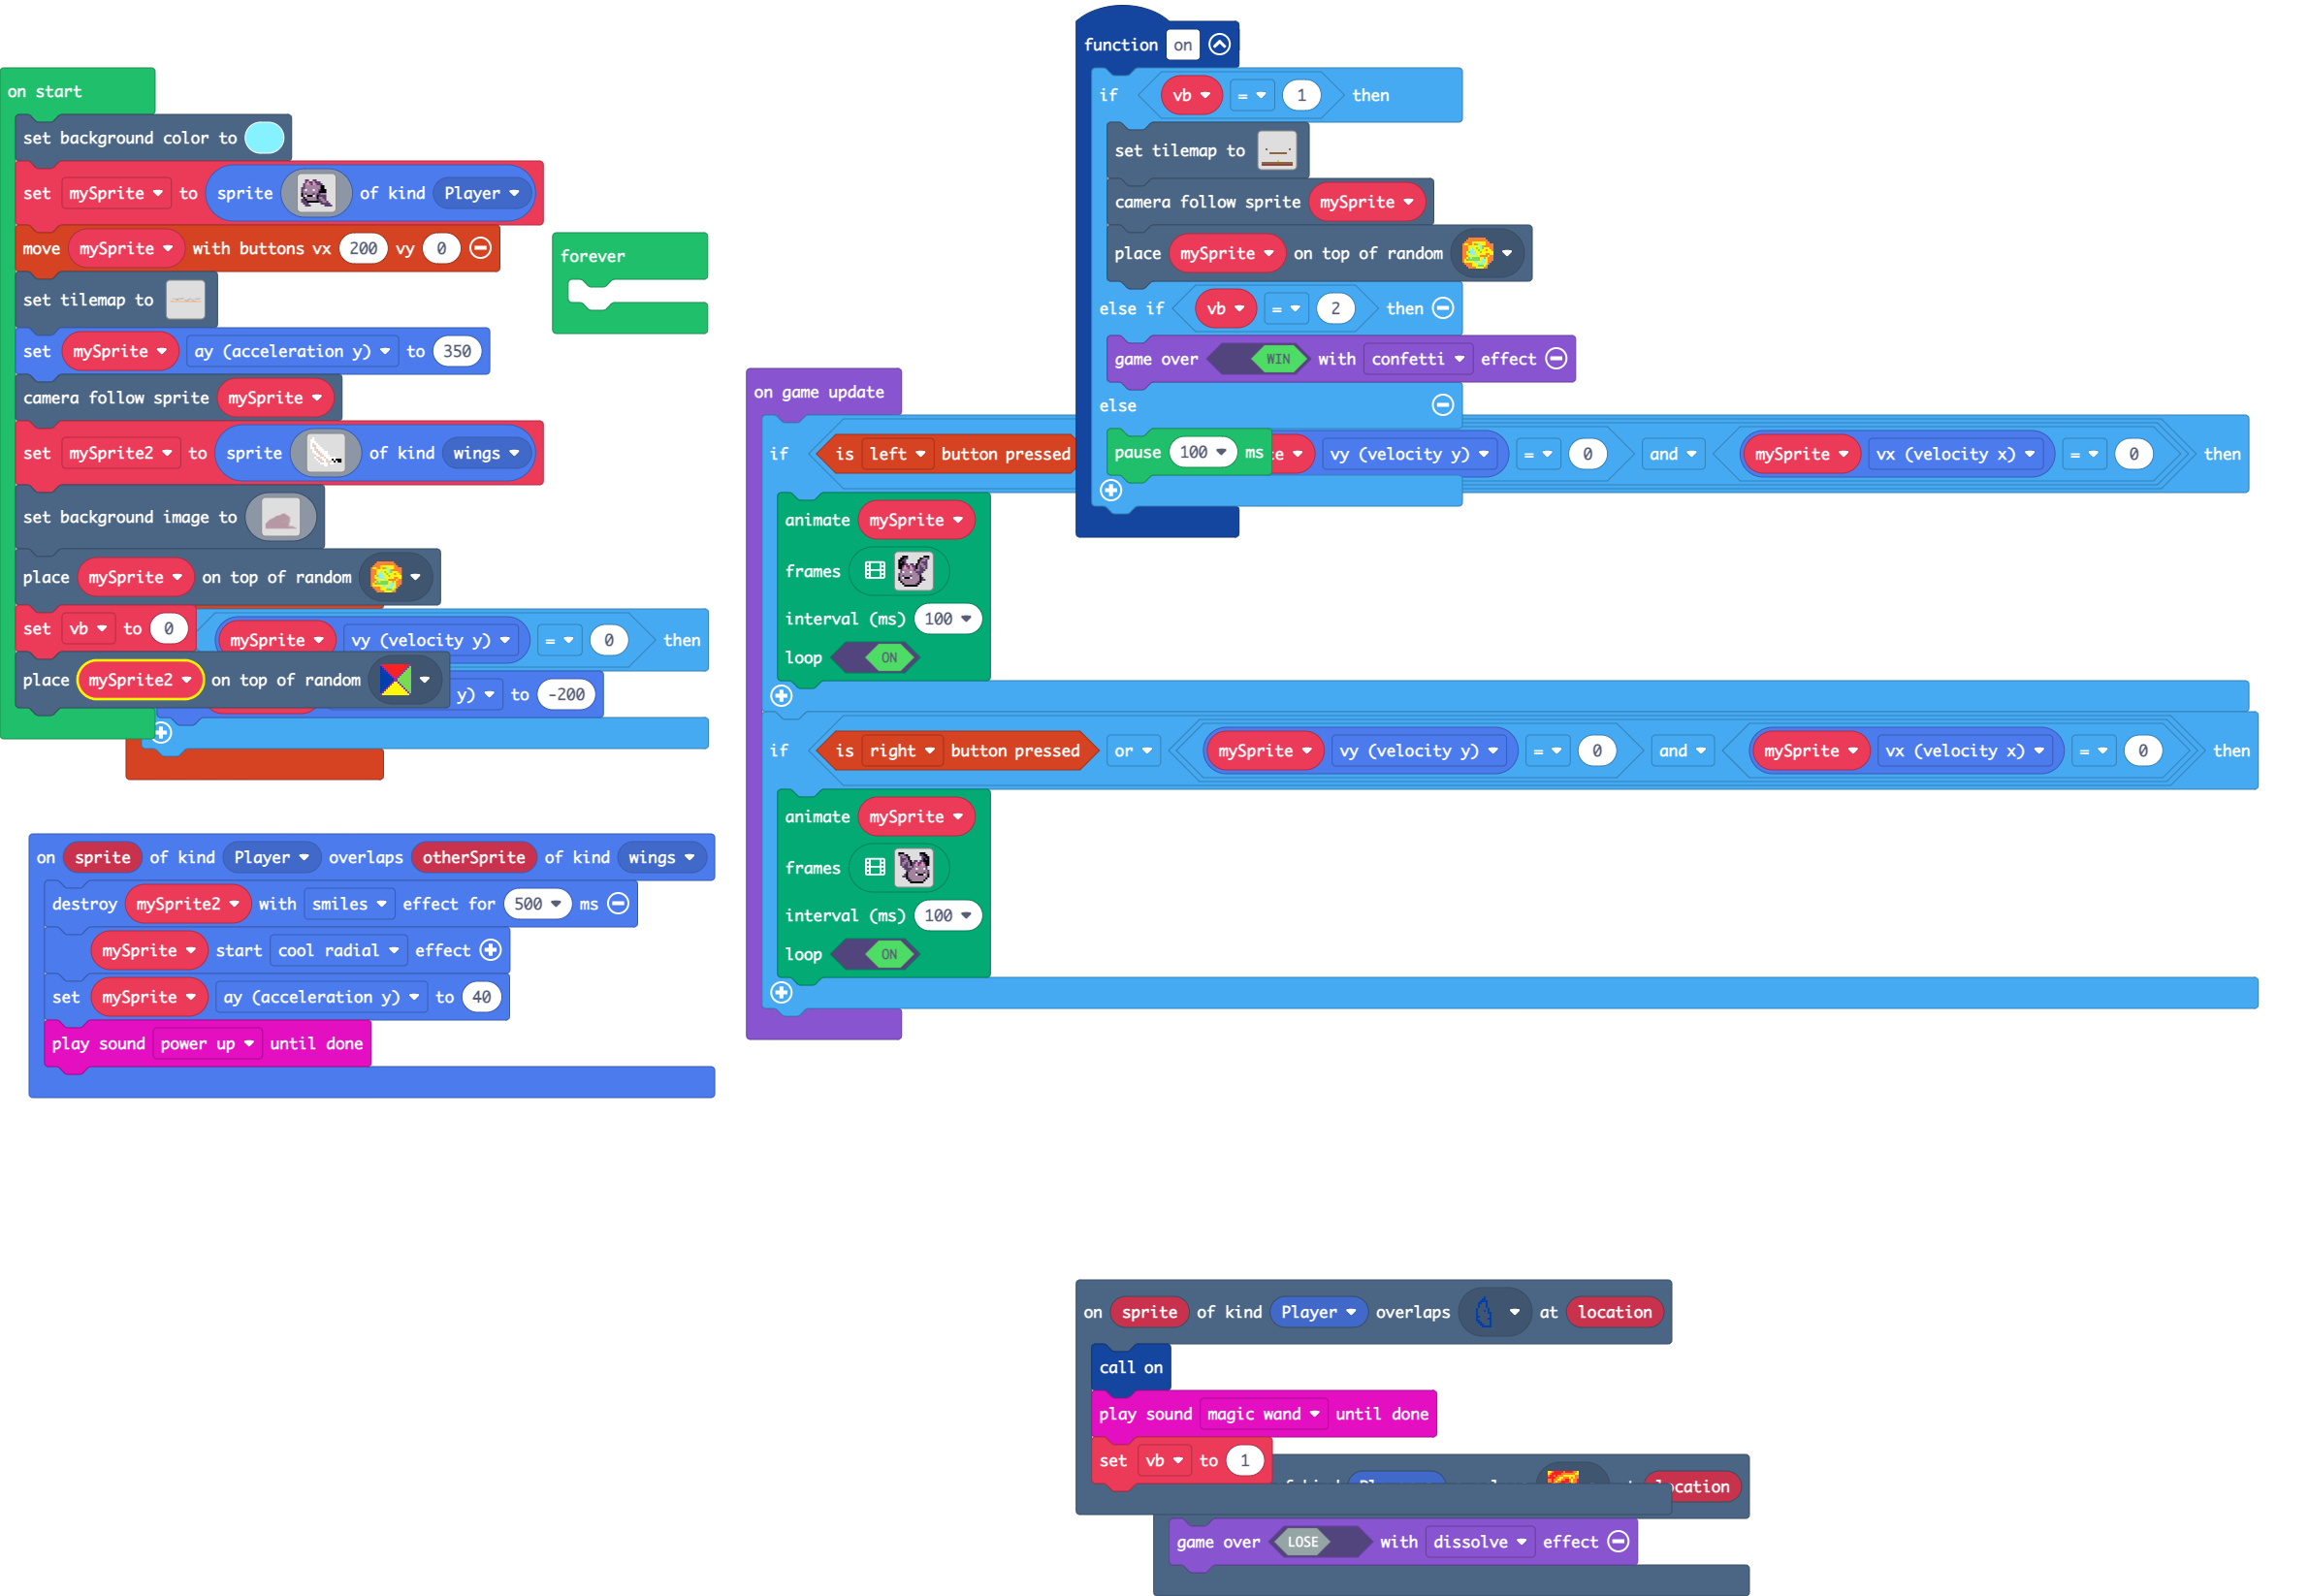 on start
set background color to
set mySprite to sprite of kind Player
move mySprite with buttons vx 200 vy 0
set tilemap to
set mySprite ay (acceleration y) to 350
camera follow sprite mySprite
set mySprite2 to sprite of kind wings
set background image to
place mySprite on top of random
set vb to 0
place mySprite2 on top of random
mySprite vy (velocity y) = 0 then
y) to -200
forever
on sprite of kind Player overlaps otherSprite of kind wings
destroy mySprite2 with smiles effect for 500 ms
mySprite start cool radial effect
set mySprite ay (acceleration y) to 40
play sound power up until done
function on
if vb = 1 then
set tilemap to
camera follow sprite mySprite
place mySprite on top of random
else if vb = 2 then
game over WIN with confetti effect
else
pause 100 ms
on game update
if is left button pressed vy (velocity y) = 0 and mySprite vx (velocity x) = 0 then
animate mySprite
frames
interval (ms) 100
loop ON
if is right button pressed or mySprite vy (velocity y) = 0 and mySprite vx (velocity x) = 0 then
animate mySprite
frames
interval (ms) 100
loop ON
on sprite of kind Player overlaps at location
call on
play sound magic wand until done
set vb to 1
location
game over LOSE with dissolve effect